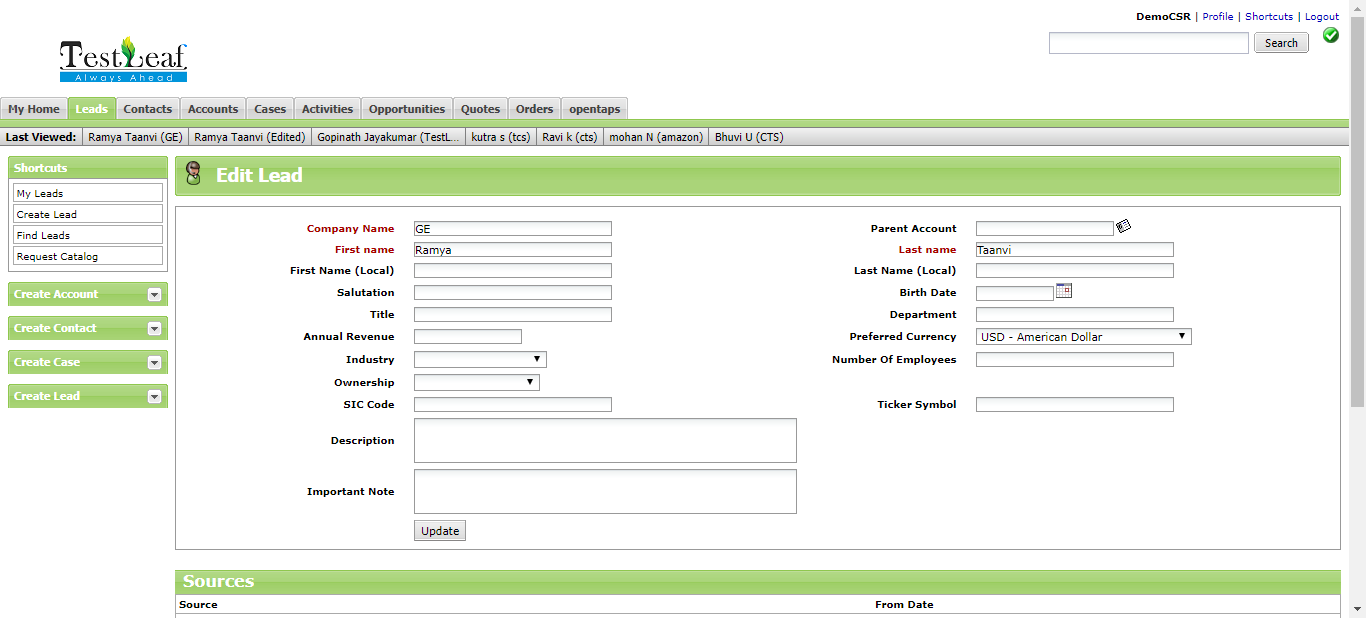 DemoCSR | Profile | Shortcuts | Logout
Search
TestLeaf
Always Ahead
My Home Leads Contacts Accounts Cases Activities Opportunities Quotes Orders opentaps
Last Viewed: Ramya Taanvi (GE) Ramya Taanvi (Edited) Gopinath Jayakumar (TestL... kutra s (tcs) Ravi k (cts) mohan N (amazon) Bhuvi U (CTS)
Shortcuts
My Leads
Create Lead
Find Leads
Request Catalog
Create Account
Create Contact
Create Case
Create Lead
Edit Lead
Company Name GE Parent Account
First name Ramya Last name Taanvi
First Name (Local) Last Name (Local)
Salutation Birth Date
Title Department
Annual Revenue Preferred Currency USD - American Dollar
Industry Number Of Employees
Ownership
SIC Code Ticker Symbol
Description
Important Note
Update
Sources
Source From Date